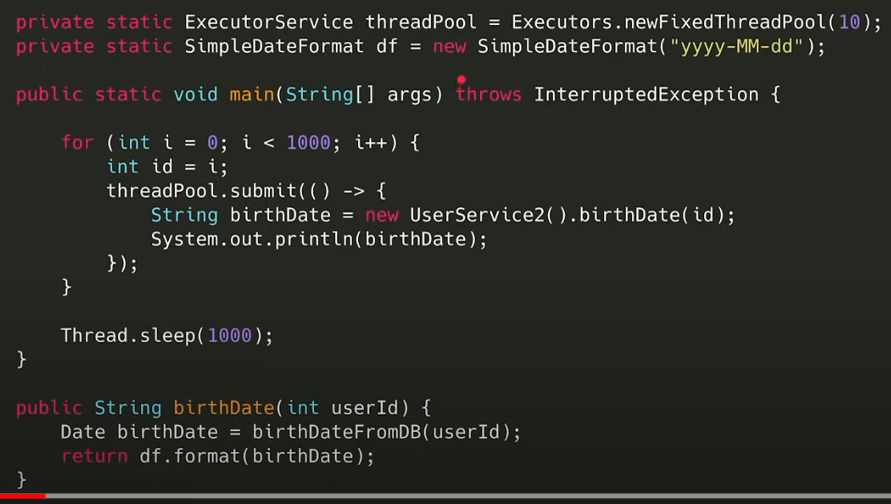 private static ExecutorService threadPool = Executors.newFixedThreadPool(10);
private static SimpleDateFormat df = new SimpleDateFormat("yyyy-MM-dd");
public static void main(String[] args) throws InterruptedException {
for (int i = 0; i < 1000; i++) {
int id = i;
threadPool.submit(() -> {
String birthDate = new UserService2().birthDate(id);
System.out.println(birthDate);
});
}
Thread.sleep(1000);
}
public String birthDate(int userId) {
Date birthDate = birthDateFromDB(userId);
return df.format(birthDate);
}